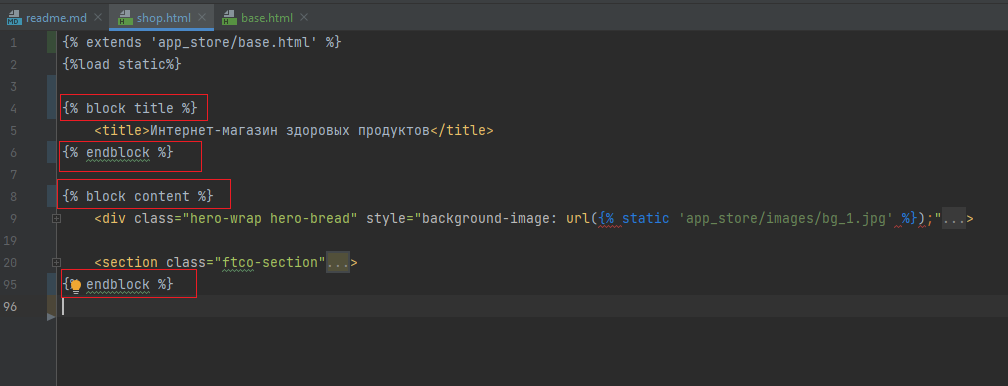 readme.md shop.html base.html
1 {% extends 'app_store/base.html' %}
2 {%load static%}
3
4 {% block title %}
5 <title>Интернет-магазин здоровых продуктов</title>
6 {% endblock %}
7
8 {% block content %}
9 <div class="hero-wrap hero-bread" style="background-image: url({% static 'app_store/images/bg_1.jpg' %});"...>
19
20 <section class="ftco-section"...>
95 {% endblock %}
96